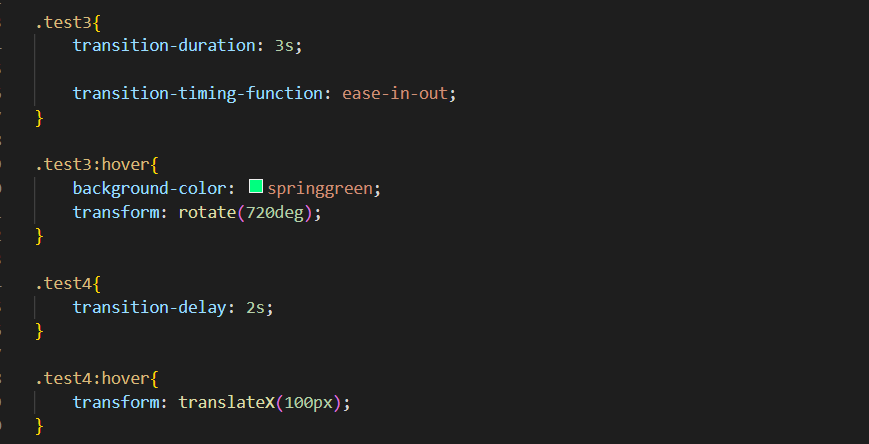 .test3{
transition-duration: 3s;
transition-timing-function: ease-in-out;
}
.test3:hover{
background-color: springgreen;
transform: rotate(720deg);
}
.test4{
transition-delay: 2s;
}
.test4:hover{
transform: translateX(100px);
}